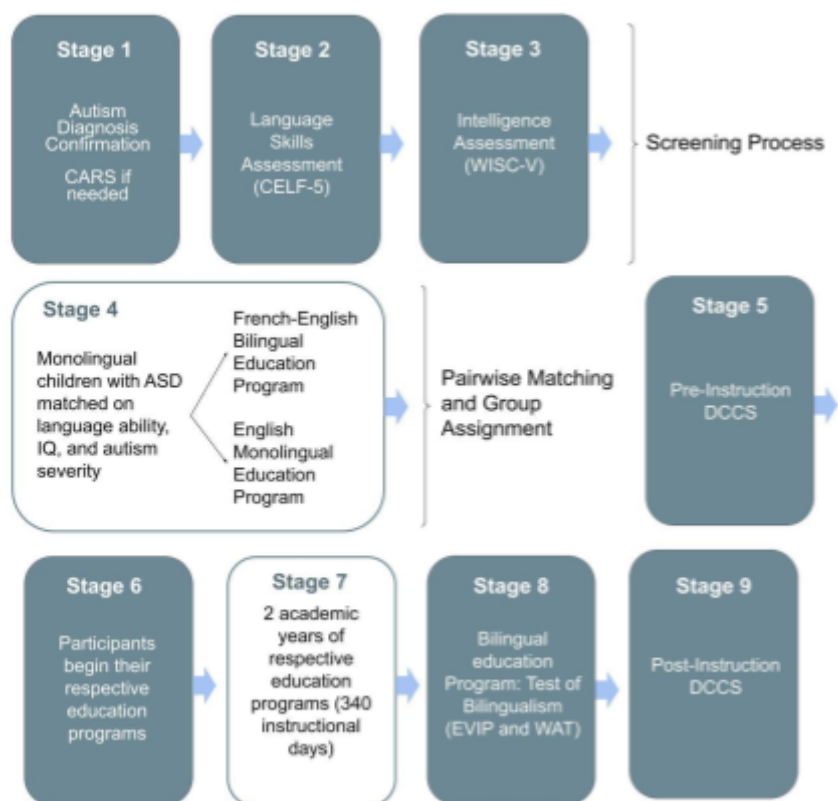 Stage 1
Autism
Diagnosis
Confirmation
CARS if
needed
Stage 2
Language
Skills
Assessment
(CELF-5)
Stage 3
Intelligence
Assessment
(WISC-V)
Screening Process
Stage 4
Monolingual
children with ASD
matched on
language ability,
IQ, and autism
severity
French-English
Bilingual
Education
Program
English
Monolingual
Education
Program
Pairwise Matching
and Group
Assignment
Stage 5
Pre-Instruction
DCCS
Stage 6
Participants
begin their
respective
education
programs
Stage 7
2 academic
years of
respective
education
programs (340
instructional
days)
Stage 8
Bilingual
education
Program: Test of
Bilingualism
(EVIP and WAT)
Stage 9
Post-Instruction
DCCS